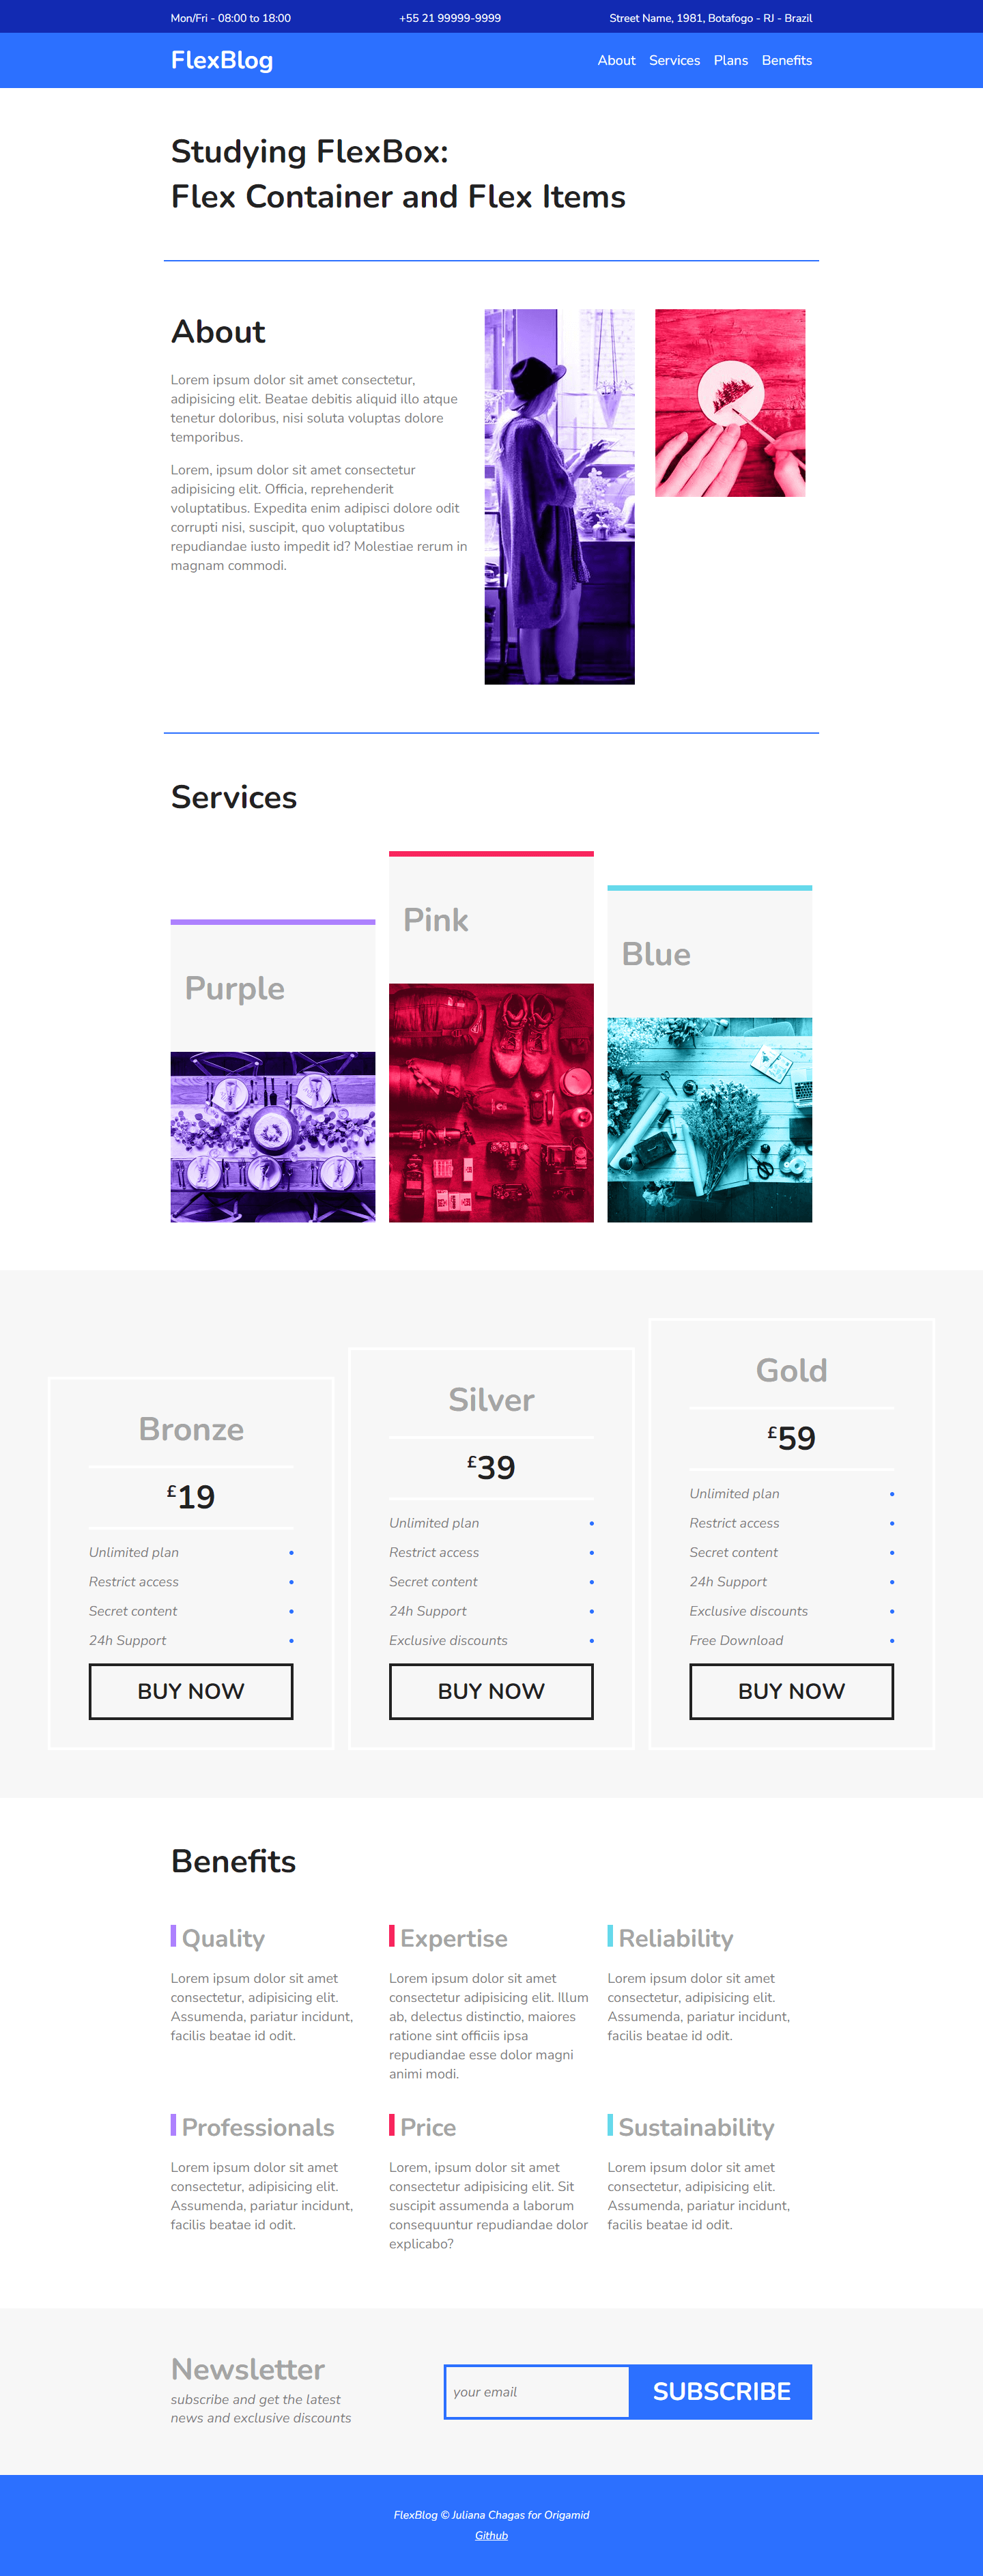 Mon/Fri - 08:00 to 18:00
+55 21 99999-9999
Street Name, 1981, Botafogo - RJ - Brazil
FlexBlog
About
Services
Plans
Benefits
Studying FlexBox:
Flex Container and Flex Items
About
Lorem ipsum dolor sit amet consectetur,
adipisicing elit. Beatae debitis aliquid illo atque
tenetur doloribus, nisi soluta voluptas dolore
temporibus.
Lorem, ipsum dolor sit amet consectetur
adipisicing elit. Officia, reprehenderit
voluptatibus. Expedita enim adipisci dolore odit
corrupti nisi, suscipit, quo voluptatibus
repudiandae iusto impedit id? Molestiae rerum in
magnam commodi.
Services
Purple
Pink
Blue
Bronze
£19
Unlimited plan
Restrict access
Secret content
24h Support
BUY NOW
Silver
£39
Unlimited plan
Restrict access
Secret content
24h Support
Exclusive discounts
BUY NOW
Gold
£59
Unlimited plan
Restrict access
Secret content
24h Support
Exclusive discounts
Free Download
BUY NOW
Benefits
Quality
Lorem ipsum dolor sit amet
consectetur, adipisicing elit.
Assumenda, pariatur incidunt,
facilis beatae id odit.
Expertise
Lorem ipsum dolor sit amet
consectetur adipisicing elit. Illum
ab, delectus distinctio, maiores
ratione sint officiis ipsa
repudiandae esse dolor magni
animi modi.
Reliability
Lorem ipsum dolor sit amet
consectetur, adipisicing elit.
Assumenda, pariatur incidunt,
facilis beatae id odit.
Professionals
Lorem ipsum dolor sit amet
consectetur, adipisicing elit.
Assumenda, pariatur incidunt,
facilis beatae id odit.
Price
Lorem, ipsum dolor sit amet
consectetur adipisicing elit. Sit
suscipit assumenda a laborum
consequuntur repudiandae dolor
explicabo?
Sustainability
Lorem ipsum dolor sit amet
consectetur, adipisicing elit.
Assumenda, pariatur incidunt,
facilis beatae id odit.
Newsletter
subscribe and get the latest
news and exclusive discounts
your email
SUBSCRIBE
FlexBlog © Juliana Chagas for Origamid
Github